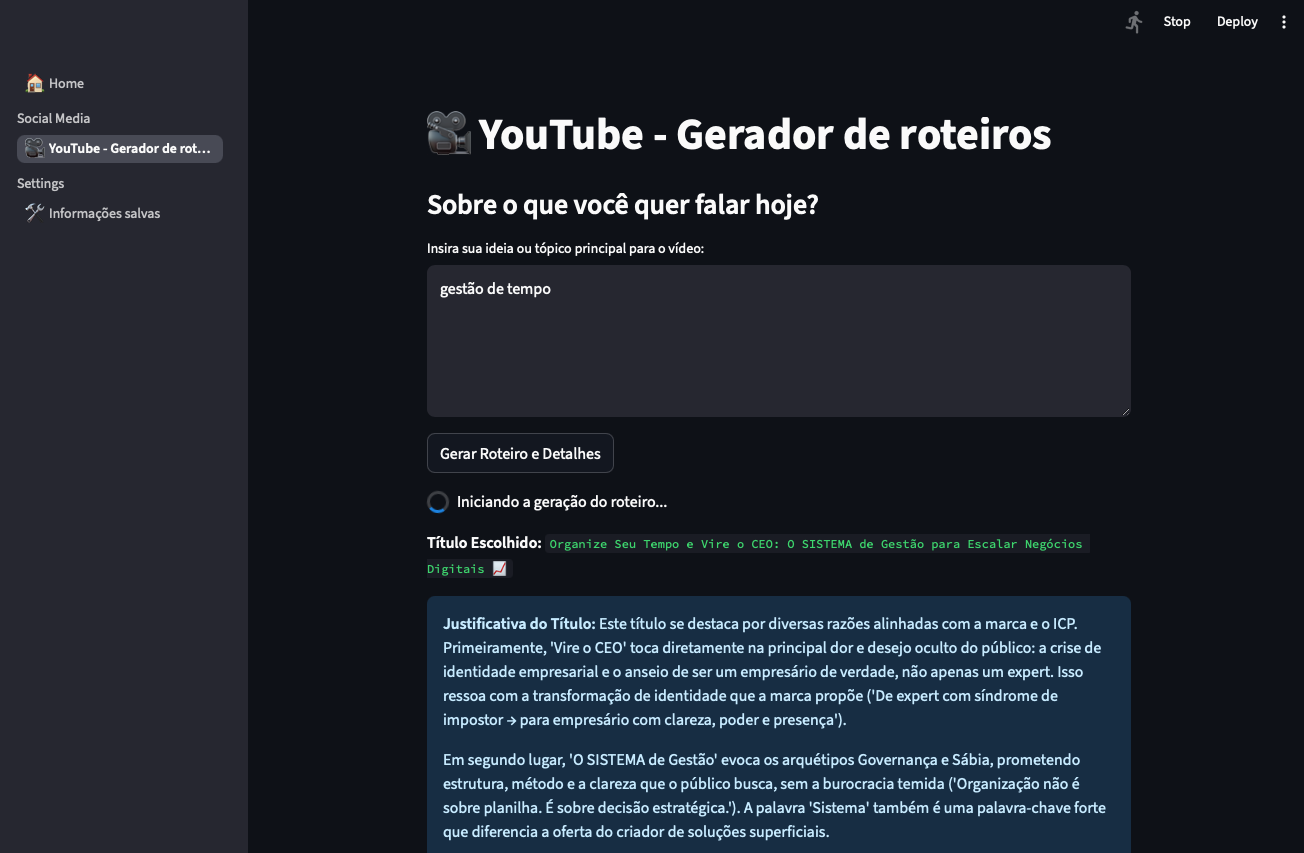 Stop
Deploy
Home
Social Media
YouTube - Gerador de rot...
Settings
Informações salvas
YouTube - Gerador de roteiros
Sobre o que você quer falar hoje?
Insira sua ideia ou tópico principal para o vídeo:
gestão de tempo
Gerar Roteiro e Detalhes
Iniciando a geração do roteiro...
Título Escolhido: Organize Seu Tempo e Vire o CEO: O SISTEMA de Gestão para Escalar Negócios
Digitais 📈
Justificativa do Título: Este título se destaca por diversas razões alinhadas com a marca e o ICP.
Primeiramente, 'Vire o CEO' toca diretamente na principal dor e desejo oculto do público: a crise de
identidade empresarial e o anseio de ser um empresário de verdade, não apenas um expert. Isso
ressoa com a transformação de identidade que a marca propõe ('De expert com síndrome de
impostor → para empresário com clareza, poder e presença').
Em segundo lugar, 'O SISTEMA de Gestão' evoca os arquétipos Governança e Sábia, prometendo
estrutura, método e a clareza que o público busca, sem a burocracia temida ('Organização não é
sobre planilha. É sobre decisão estratégica.'). A palavra 'Sistema' também é uma palavra-chave forte
que diferencia a oferta do criador de soluções superficiais.